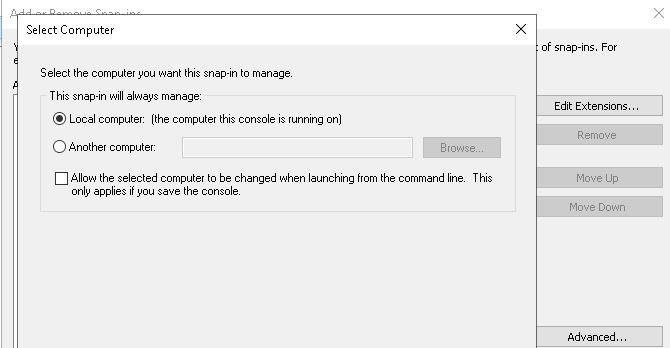 Add or Remove Snap-ins
Select Computer
of snap-ins. For
Select the computer you want this snap-in to manage.
This snap-in will always manage:
Local computer: (the computer this console is running on)
Edit Extensions...
Remove
Another computer:
Browse...
Allow the selected computer to be changed when launching from the command line. This
only applies if you save the console.
Move Up
Move Down
Advanced...